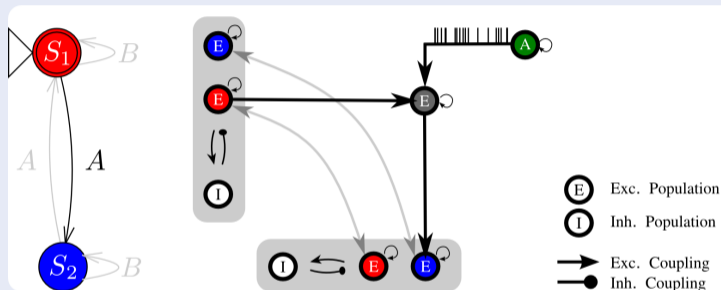 S1
B
A
A
S2
B
E
E
I
A
E
I
E
E
E Exc. Population
I Inh. Population
Exc. Coupling
Inh. Coupling